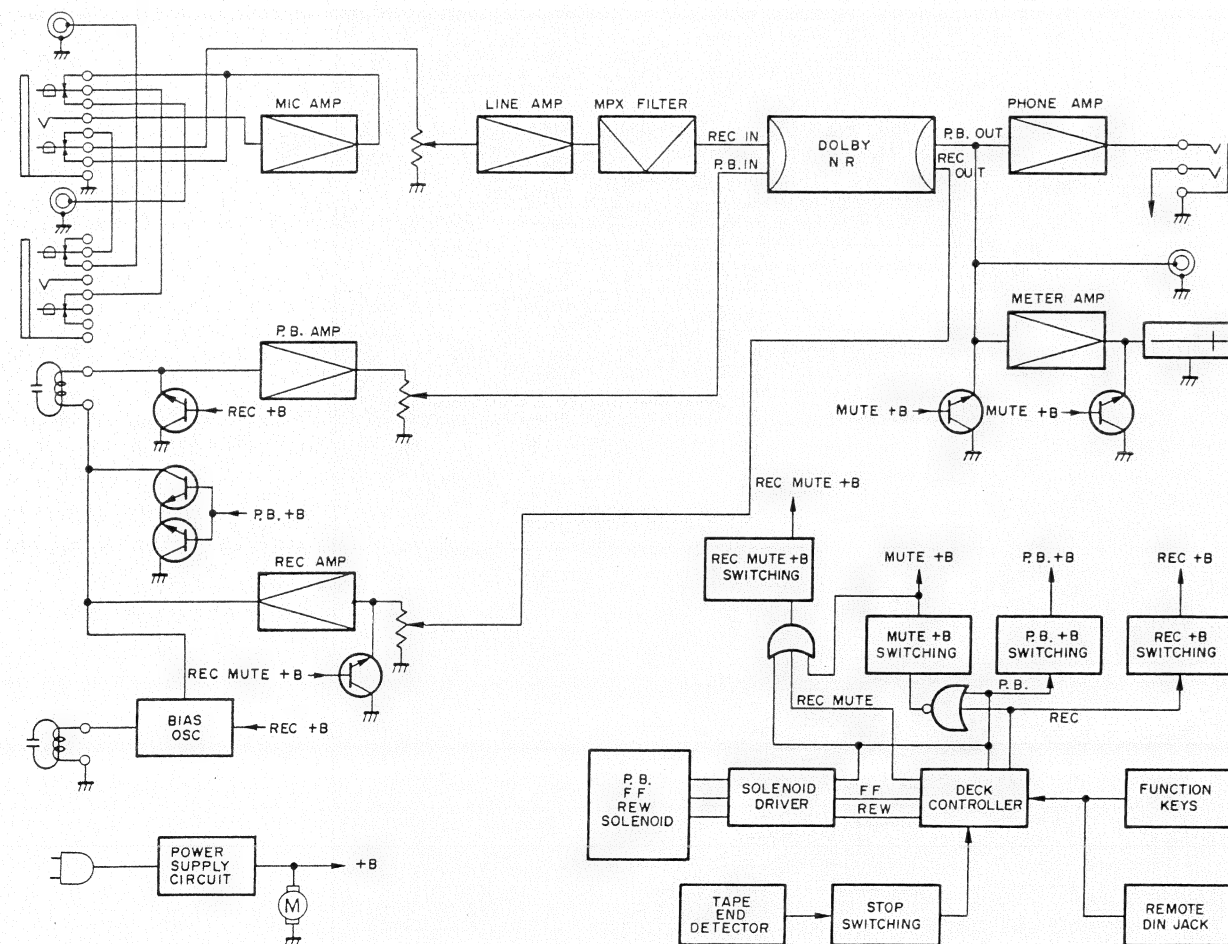 MIC AMP
LINE AMP
MPX FILTER
PHONE AMP
REC IN
P.B. IN
DOLBY
N R
P.B. OUT
REC
OUT
METER AMP
P.B. AMP
REC +B
MUTE +B
MUTE +B
P.B. +B
REC MUTE +B
REC MUTE +B
SWITCHING
MUTE +B
P.B. +B
REC +B
REC AMP
MUTE +B
SWITCHING
P.B. +B
SWITCHING
REC +B
SWITCHING
REC MUTE +B
P.B.
REC MUTE
REC
BIAS
OSC
REC +B
P.B.
F F
REW
SOLENOID
SOLENOID
DRIVER
F F
REW
DECK
CONTROLLER
FUNCTION
KEYS
POWER
SUPPLY
CIRCUIT
+B
M
TAPE
END
DETECTOR
STOP
SWITCHING
REMOTE
DIN JACK